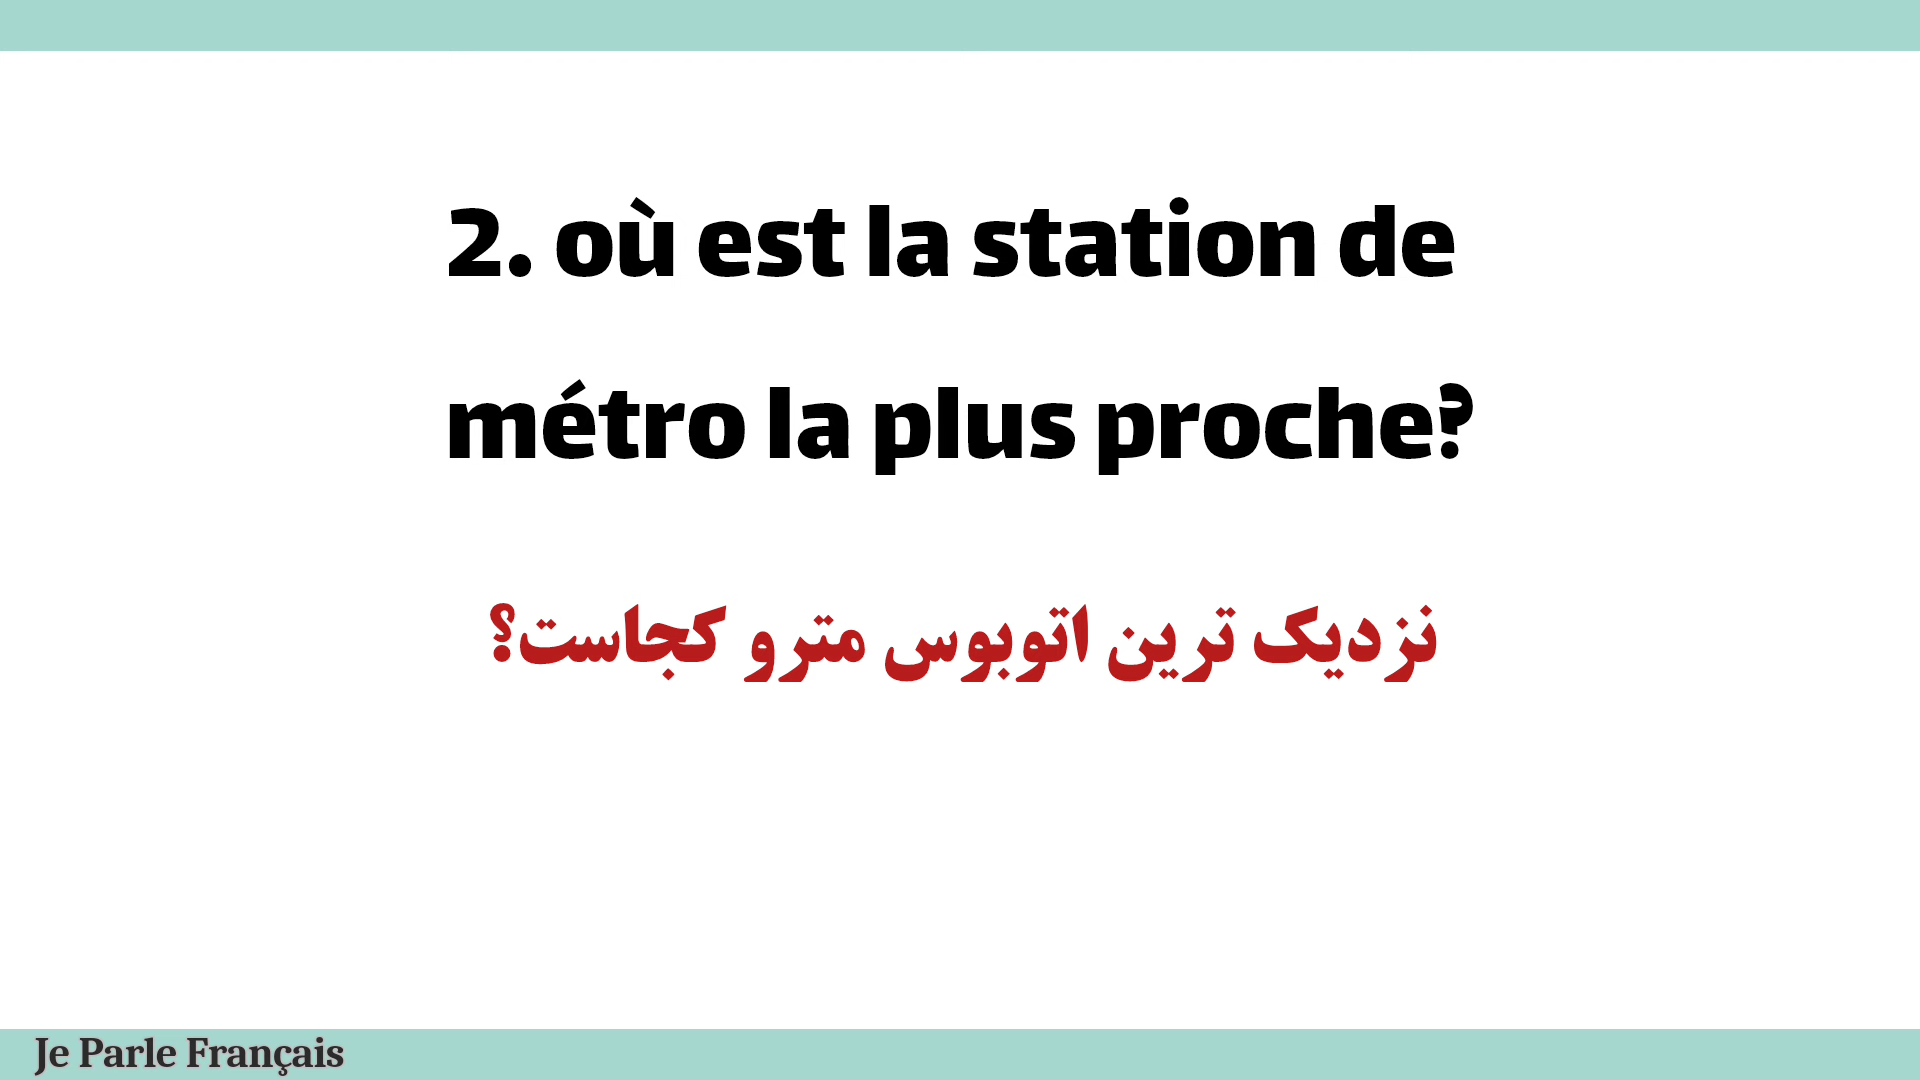 2. où est la station de
métro la plus proche?
نزدیک ترین اتوبوس مترو کجاست؟
Je Parle Français